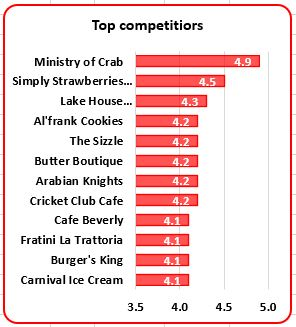 Top competitiors
Ministry of Crab 4.9
Simply Strawberries... 4.5
Lake House... 4.3
Al'frank Cookies 4.2
The Sizzle 4.2
Butter Boutique 4.2
Arabian Knights 4.2
Cricket Club Cafe 4.2
Cafe Beverly 4.1
Fratini La Trattoria 4.1
Burger's King 4.1
Carnival Ice Cream 4.1
3.5 4.0 4.5 5.0